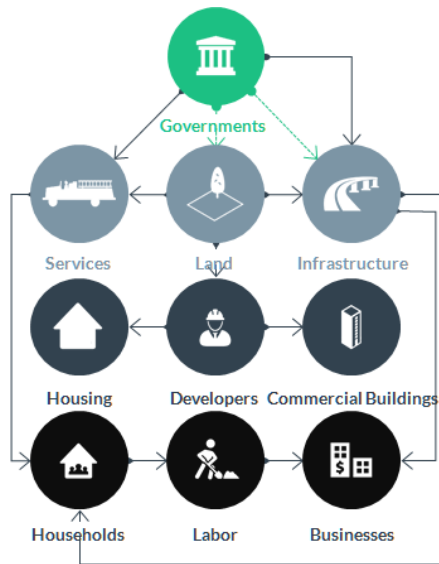 Governments
Services
Land
Infrastructure
Housing
Developers
Commercial Buildings
$
Households
Labor
Businesses